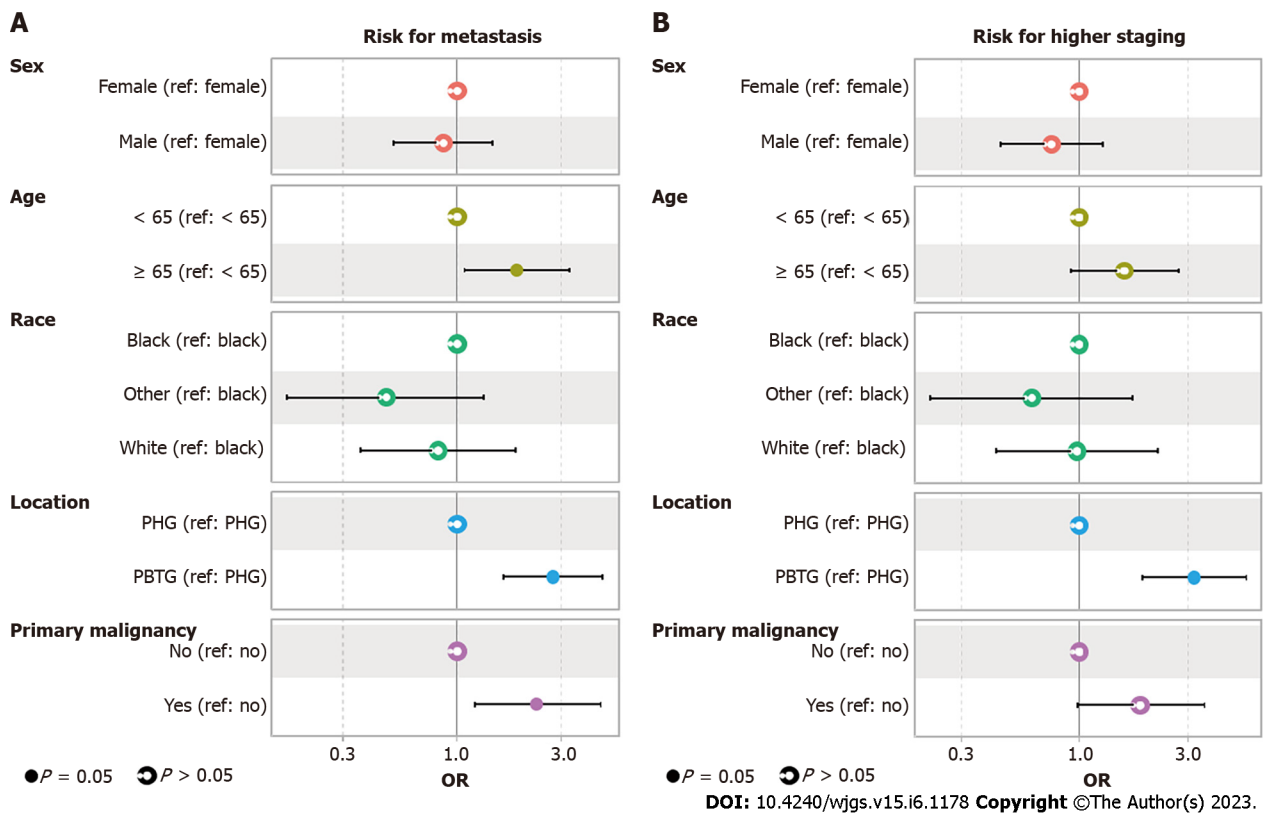 A
Risk for metastasis
Sex
Female (ref: female)
Male (ref: female)
Age
< 65 (ref: < 65)
≥ 65 (ref: < 65)
Race
Black (ref: black)
Other (ref: black)
White (ref: black)
Location
PHG (ref: PHG)
PBTG (ref: PHG)
Primary malignancy
No (ref: no)
Yes (ref: no)
0.3 1.0 3.0
OR
P = 0.05 P > 0.05
B
Risk for higher staging
Sex
Female (ref: female)
Male (ref: female)
Age
< 65 (ref: < 65)
≥ 65 (ref: < 65)
Race
Black (ref: black)
Other (ref: black)
White (ref: black)
Location
PHG (ref: PHG)
PBTG (ref: PHG)
Primary malignancy
No (ref: no)
Yes (ref: no)
0.3 1.0 3.0
OR
P = 0.05 P > 0.05
DOI: 10.4240/wjgs.v15.i6.1178 Copyright ©The Author(s) 2023.